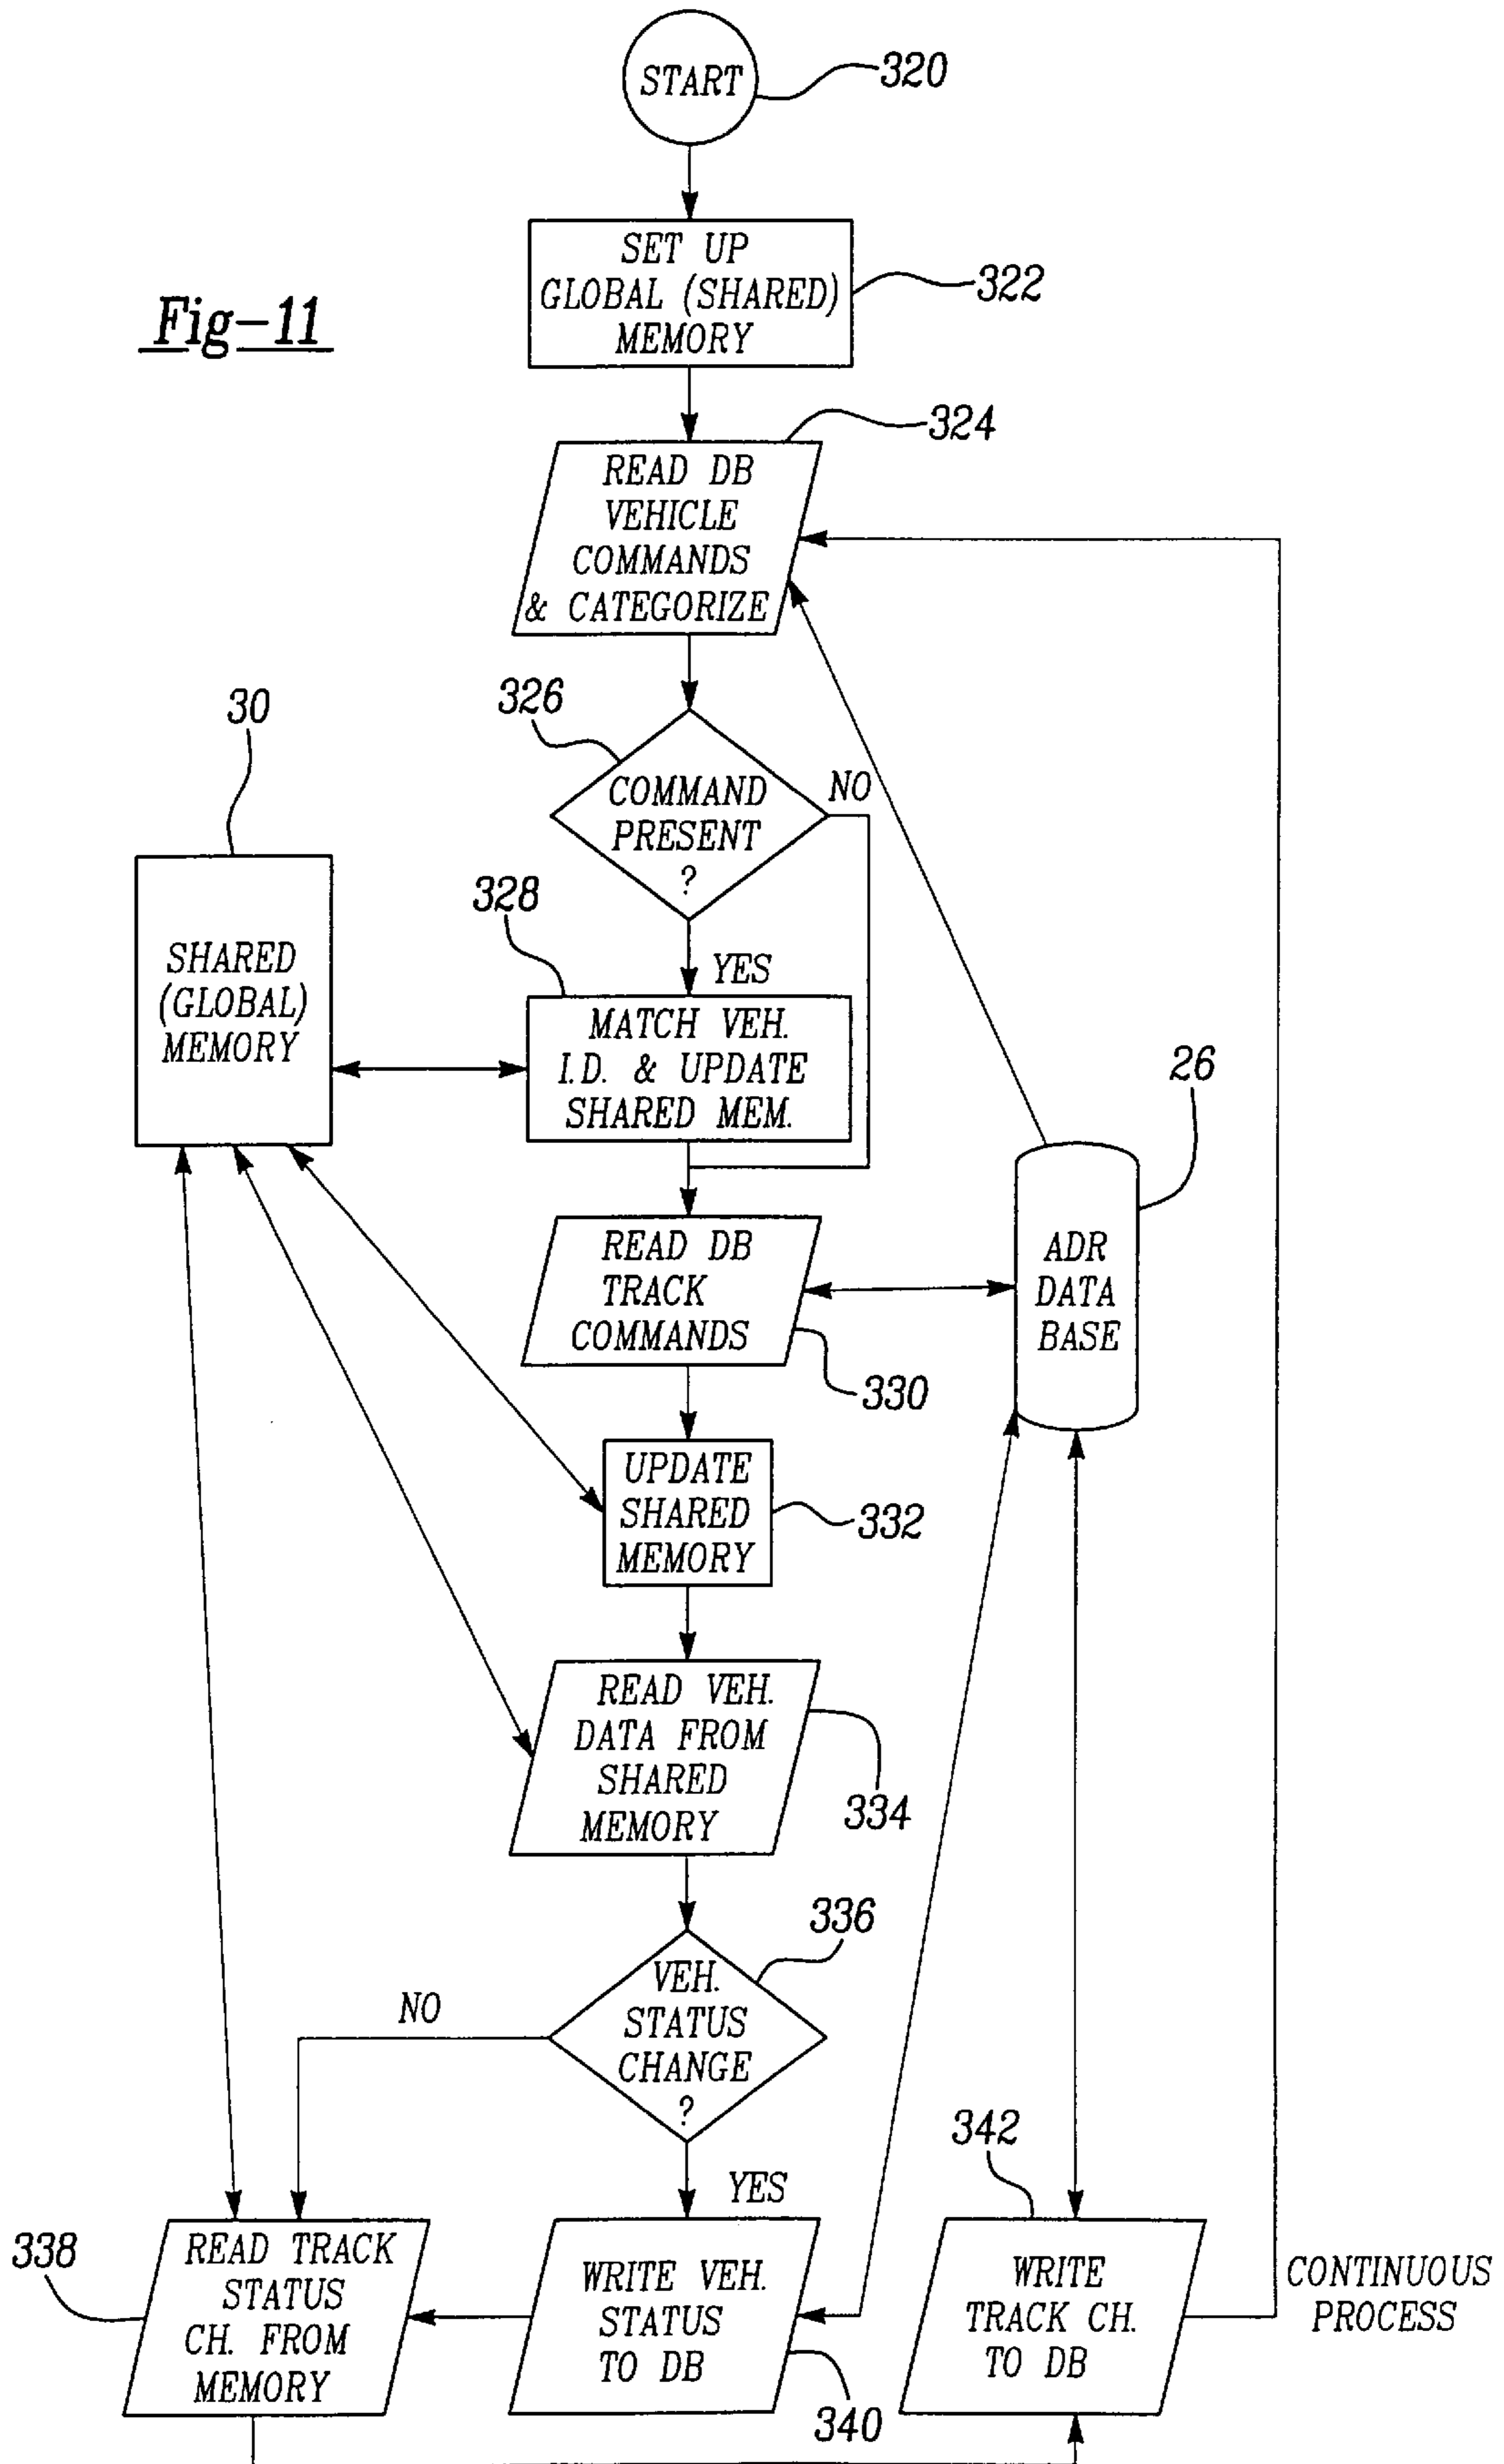 START
320
SET UP
GLOBAL (SHARED)
MEMORY
322
Fig-11
324
READ DB
VEHICLE
COMMANDS
& CATEGORIZE
326
30
COMMAND
PRESENT
?
NO
328
YES
SHARED
(GLOBAL)
MEMORY
MATCH VEH.
I.D. & UPDATE
SHARED MEM.
26
READ DB
TRACK
COMMANDS
ADR
DATA
BASE
330
UPDATE
SHARED
MEMORY
332
READ VEH.
DATA FROM
SHARED
MEMORY
334
336
VEH.
STATUS
CHANGE
?
NO
YES
342
338
READ TRACK
STATUS
CH. FROM
MEMORY
WRITE VEH.
STATUS
TO DB
340
WRITE
TRACK CH.
TO DB
CONTINUOUS
PROCESS